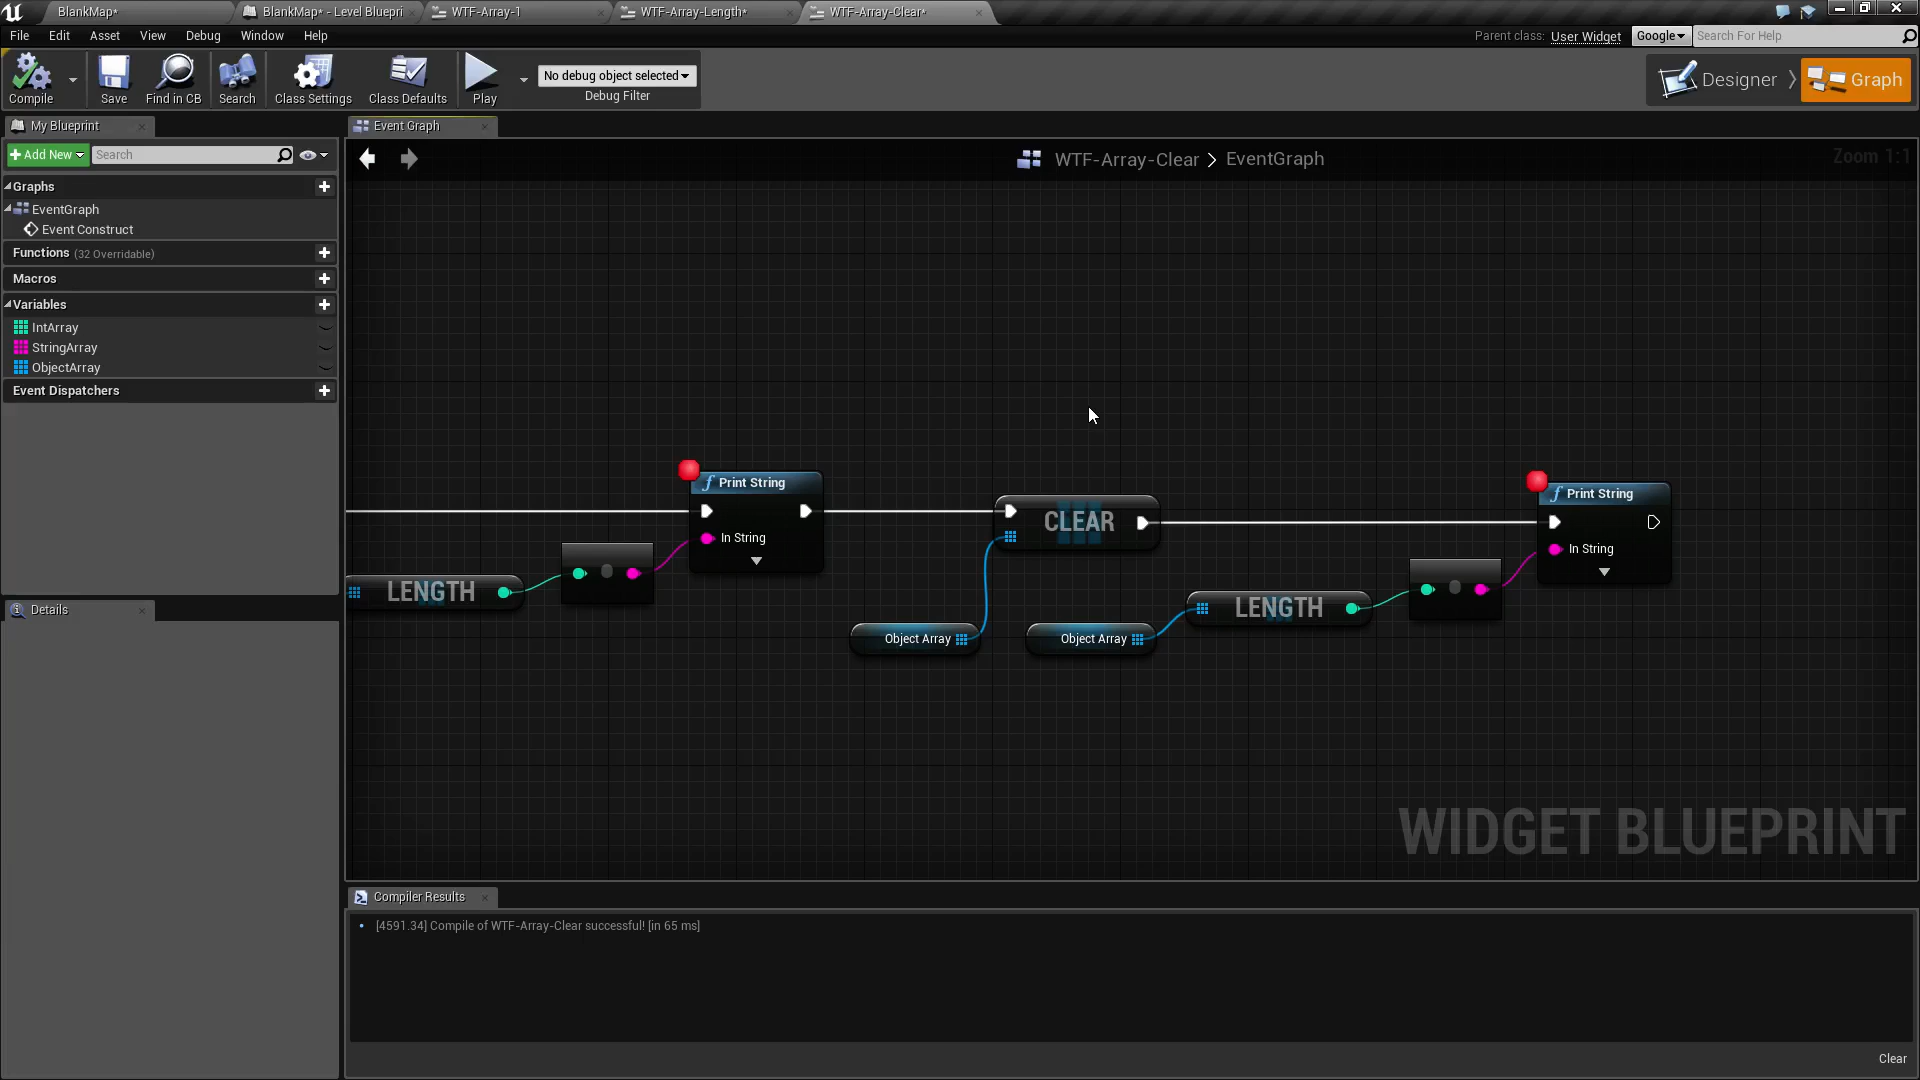 BlankMap*
BlankMap* - Level Bluepri
WTF-Array-1
WTF-Array-Length*
WTF-Array-Clear*
File Edit Asset View Debug Window Help
Parent class: User Widget
Google
Search For Help
Compile
Save
Find in CB
Search
Class Settings
Class Defaults
Play
No debug object selected
Debug Filter
Designer
Graph
My Blueprint
Event Graph
Add New
Search
WTF-Array-Clear > EventGraph
Zoom 1:1
Graphs
EventGraph
Event Construct
Functions (32 Overridable)
Macros
Variables
IntArray
StringArray
ObjectArray
Event Dispatchers
Details
Print String
In String
LENGTH
CLEAR
Object Array
Object Array
LENGTH
Print String
In String
WIDGET BLUEPRINT
Compiler Results
[4591.34] Compile of WTF-Array-Clear successful! [in 65 ms]
Clear